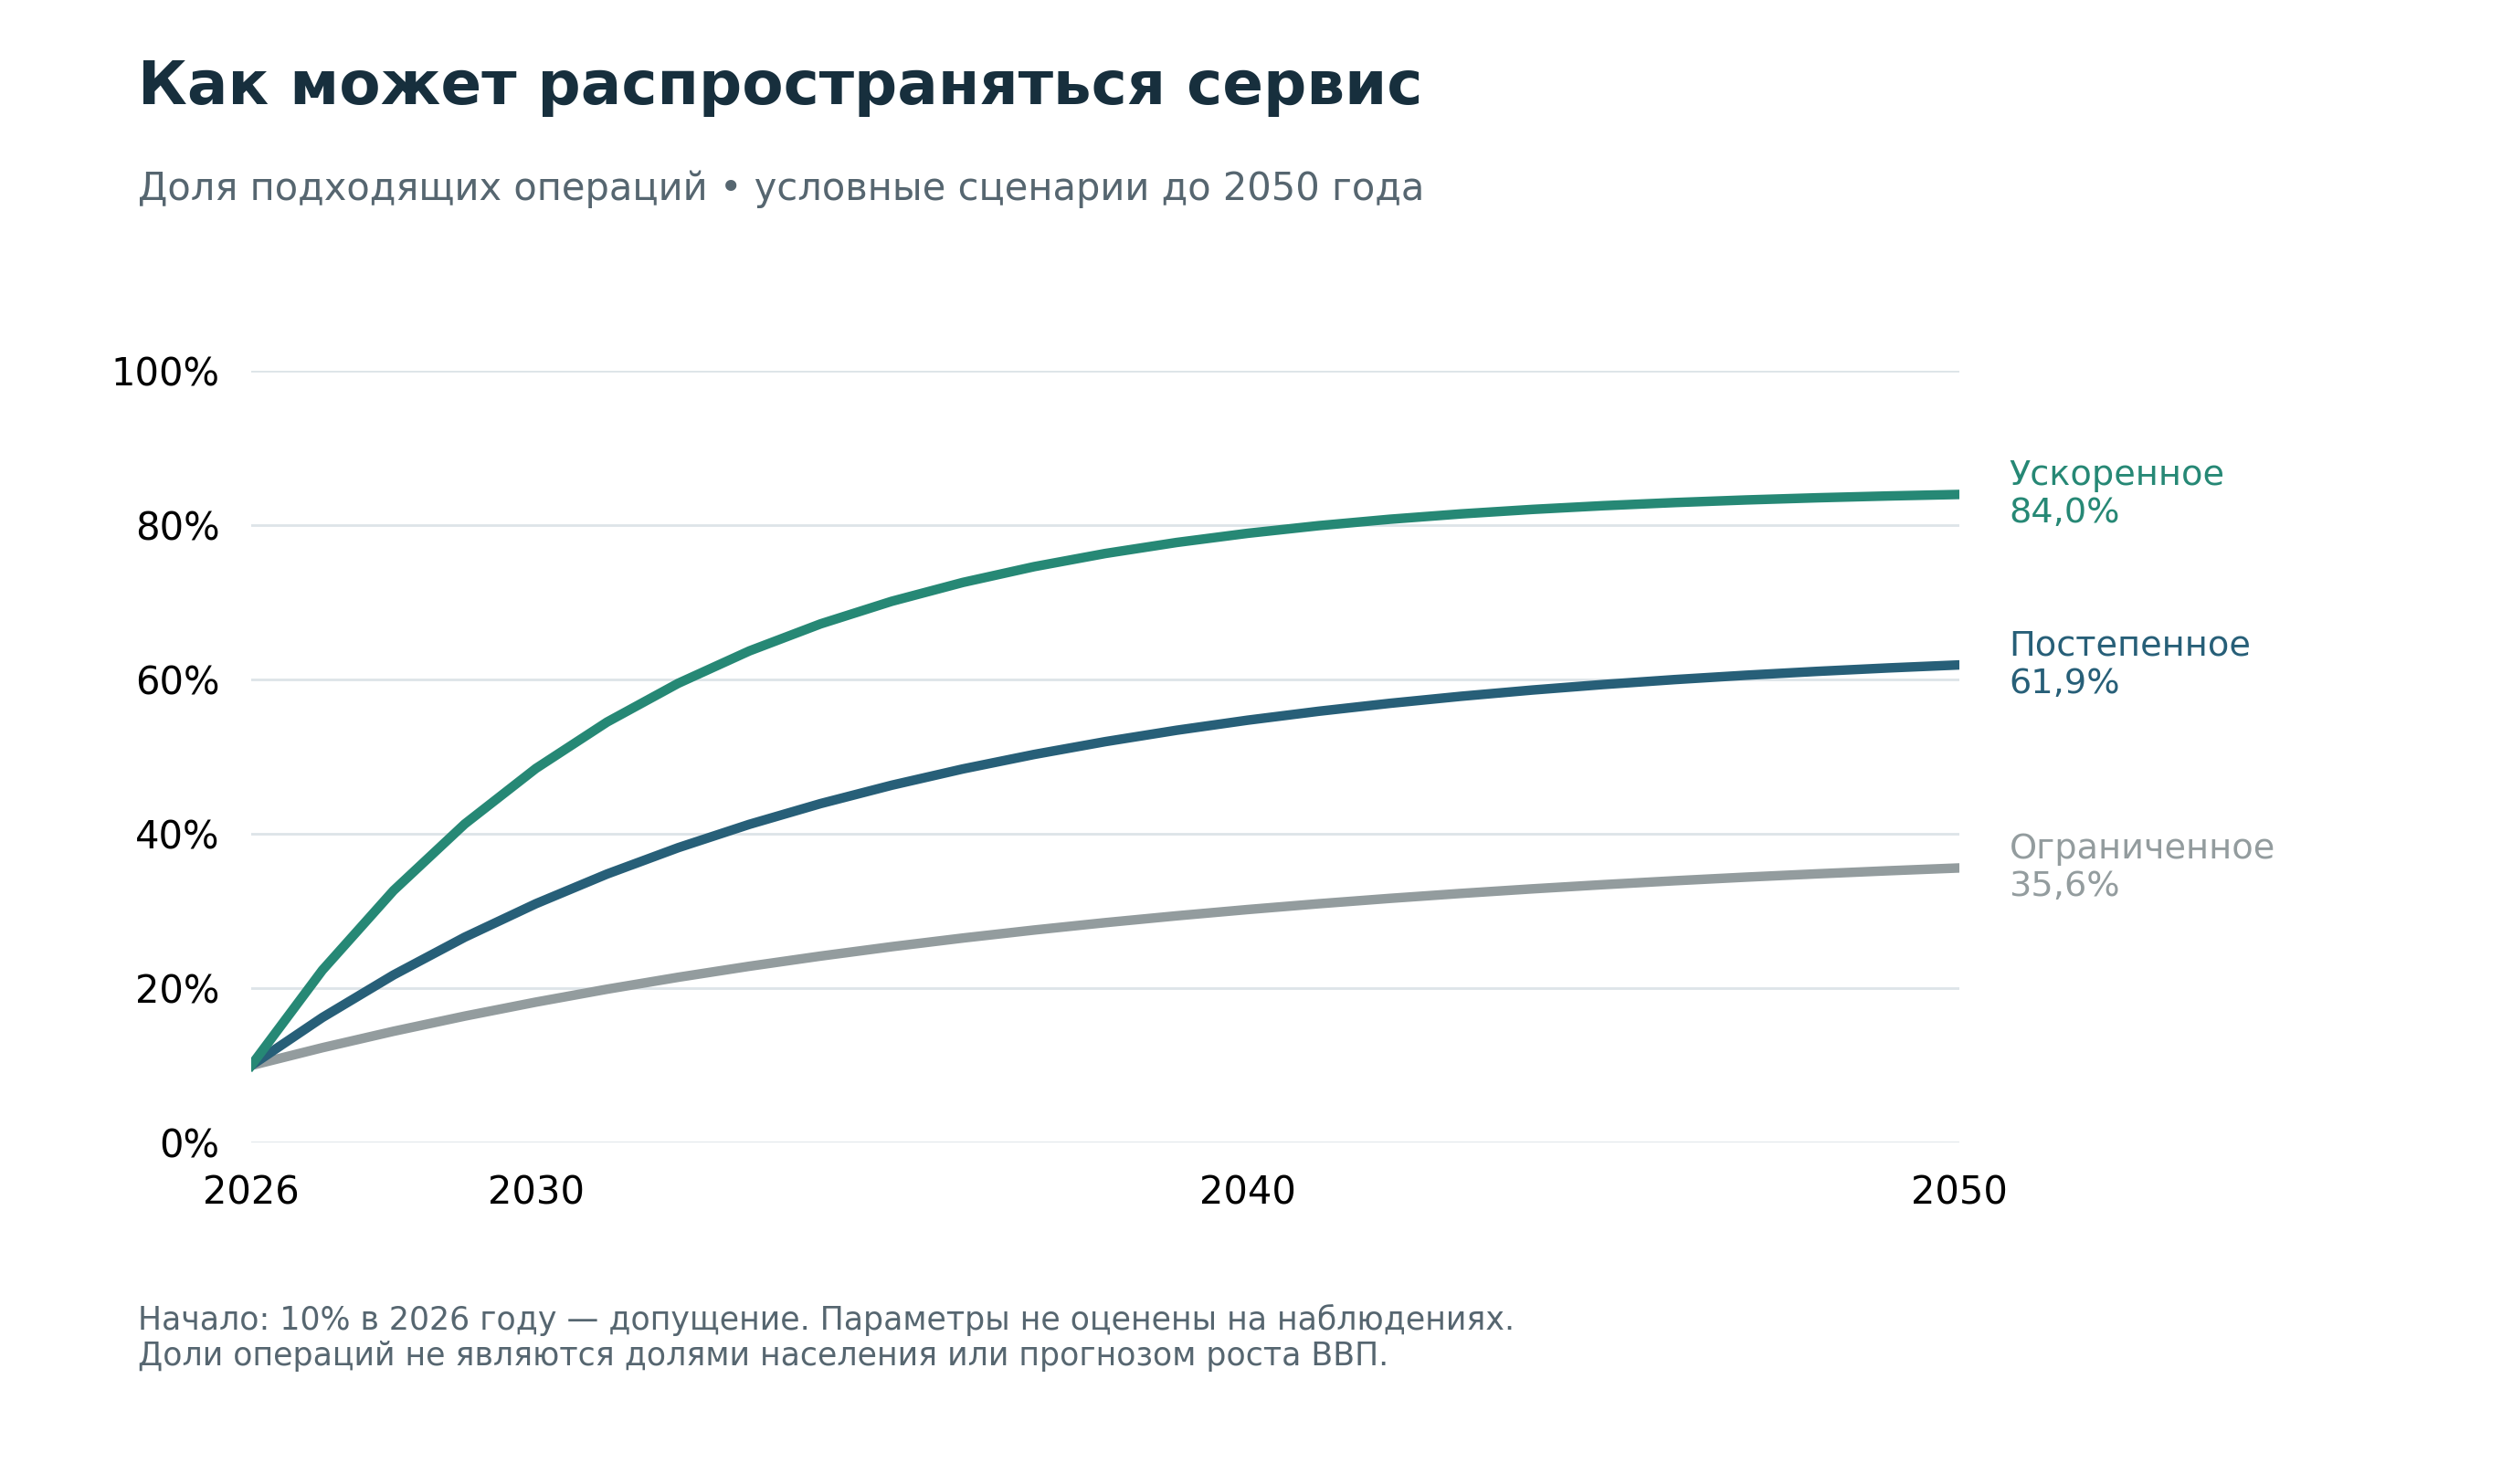 Как может распространяться сервис
Доля подходящих операций • условные сценарии до 2050 года
100%
80%
60%
40%
20%
0%
2026
2030
2040
2050
Ускоренное
84,0%
Постепенное
61,9%
Ограниченное
35,6%
Начало: 10% в 2026 году — допущение. Параметры не оценены на наблюдениях.
Доли операций не являются долями населения или прогнозом роста ВВП.